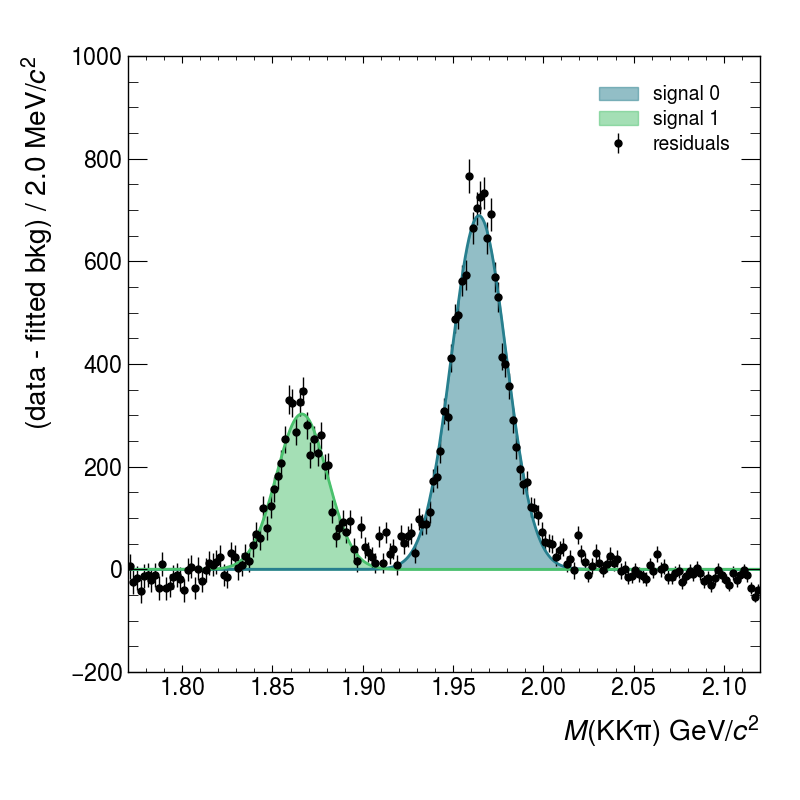 (data - fitted bkg) / 2.0 MeV/c²
1000
800
600
400
200
0
−200
signal 0
signal 1
residuals
1.80 1.85 1.90 1.95 2.00 2.05 2.10
M(KKπ) GeV/c²